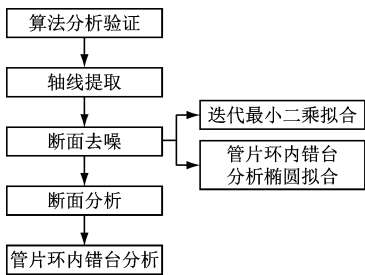 算法分析验证
轴线提取
断面去噪
迭代最小二乘拟合
管片环内错台
分析椭圆拟合
断面分析
管片环内错台分析